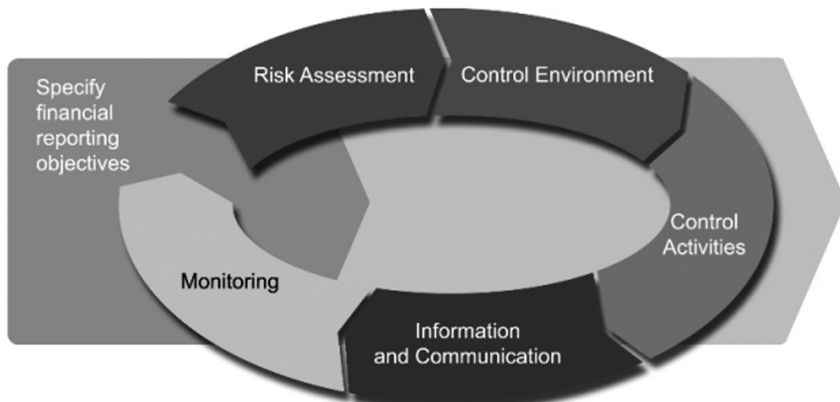 Specify
financial
reporting
objectives
Risk Assessment
Control Environment
Control
Activities
Information
and Communication
Monitoring